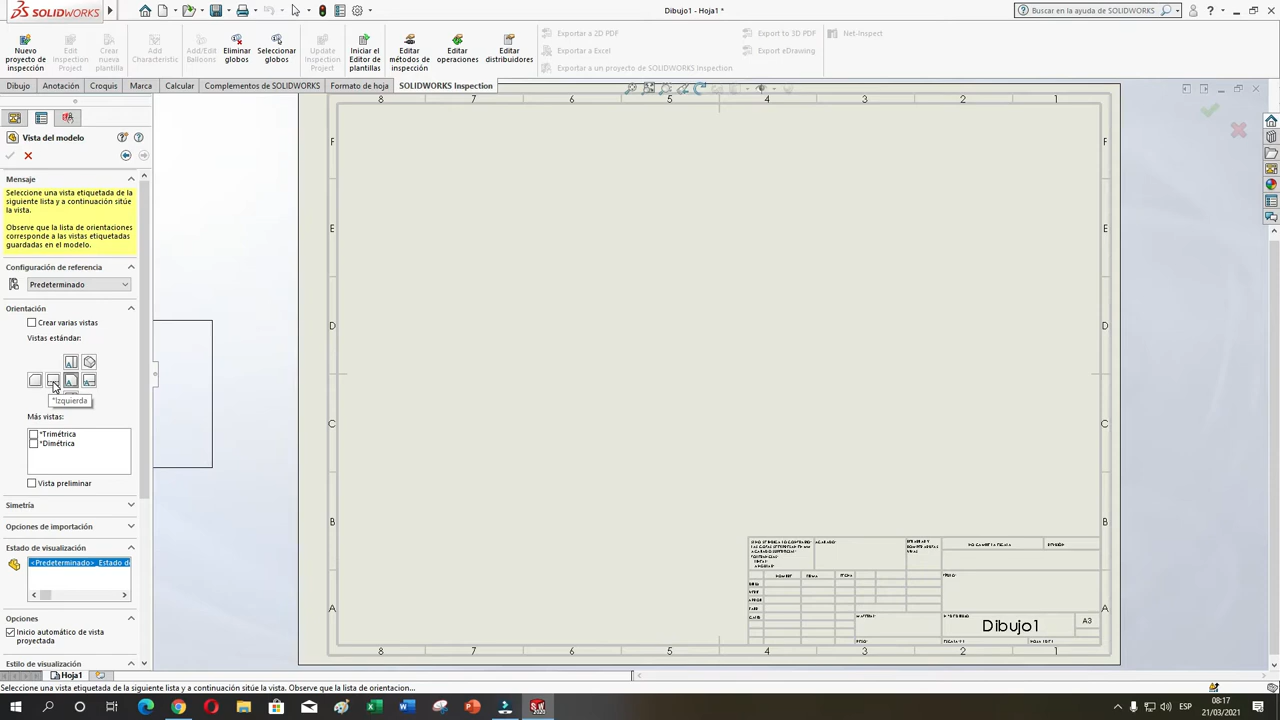 SOLIDWORKS
Dibujo1 - Hoja1 *
Buscar en la ayuda de SOLIDWORKS
Nuevo proyecto de inspección
Edit Inspection Project
Crear nueva plantilla
Add Characteristic
Add/Edit Balloons
Eliminar globos
Seleccionar globos
Update Inspection Project
Iniciar el Editor de plantillas
Editar métodos de inspección
Editar operaciones
Editar distribuidores
Exportar a 2D PDF
Exportar a Excel
Exportar a un proyecto de SOLIDWORKS Inspection
Export to 3D PDF
Export eDrawing
Net-Inspect
Dibujo
Anotación
Croquis
Marca
Calcular
Complementos de SOLIDWORKS
Formato de hoja
SOLIDWORKS Inspection
Vista del modelo
Mensaje
Seleccione una vista etiquetada de la
siguiente lista y a continuación sitúe
la vista.
Observe que la lista de orientaciones
corresponde a las vistas etiquetadas
guardadas en el modelo.
Configuración de referencia
Predeterminado
Orientación
Crear varias vistas
Vistas estándar:
*Izquierda
Más vistas:
*Trimétrica
*Dimétrica
Vista preliminar
Simetría
Opciones de importación
Estado de visualización
<Predeterminado>_Estado de
Opciones
Inicio automático de vista
proyectada
Estilo de visualización
8 7 6 5 4 3 2 1
F F
E E
D D
C C
B B
A A
Dibujo1
A3
8 7 6 5 4 3 2 1
Hoja1
Seleccione una vista etiquetada de la siguiente lista y a continuación sitúe la vista. Observe que la lista de orientacion...
ESP
08:17
21/03/2021